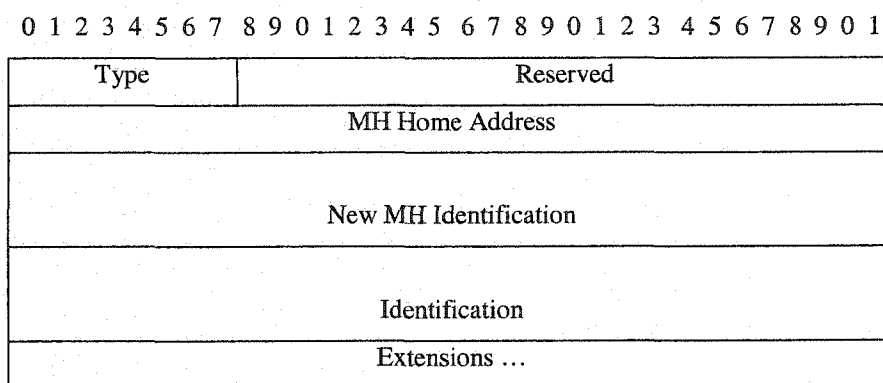 0 1 2 3 4 5 6 7 8 9 0 1 2 3 4 5 6 7 8 9 0 1 2 3 4 5 6 7 8 9 0 1
Type Reserved
MH Home Address
New MH Identification
Identification
Extensions ...